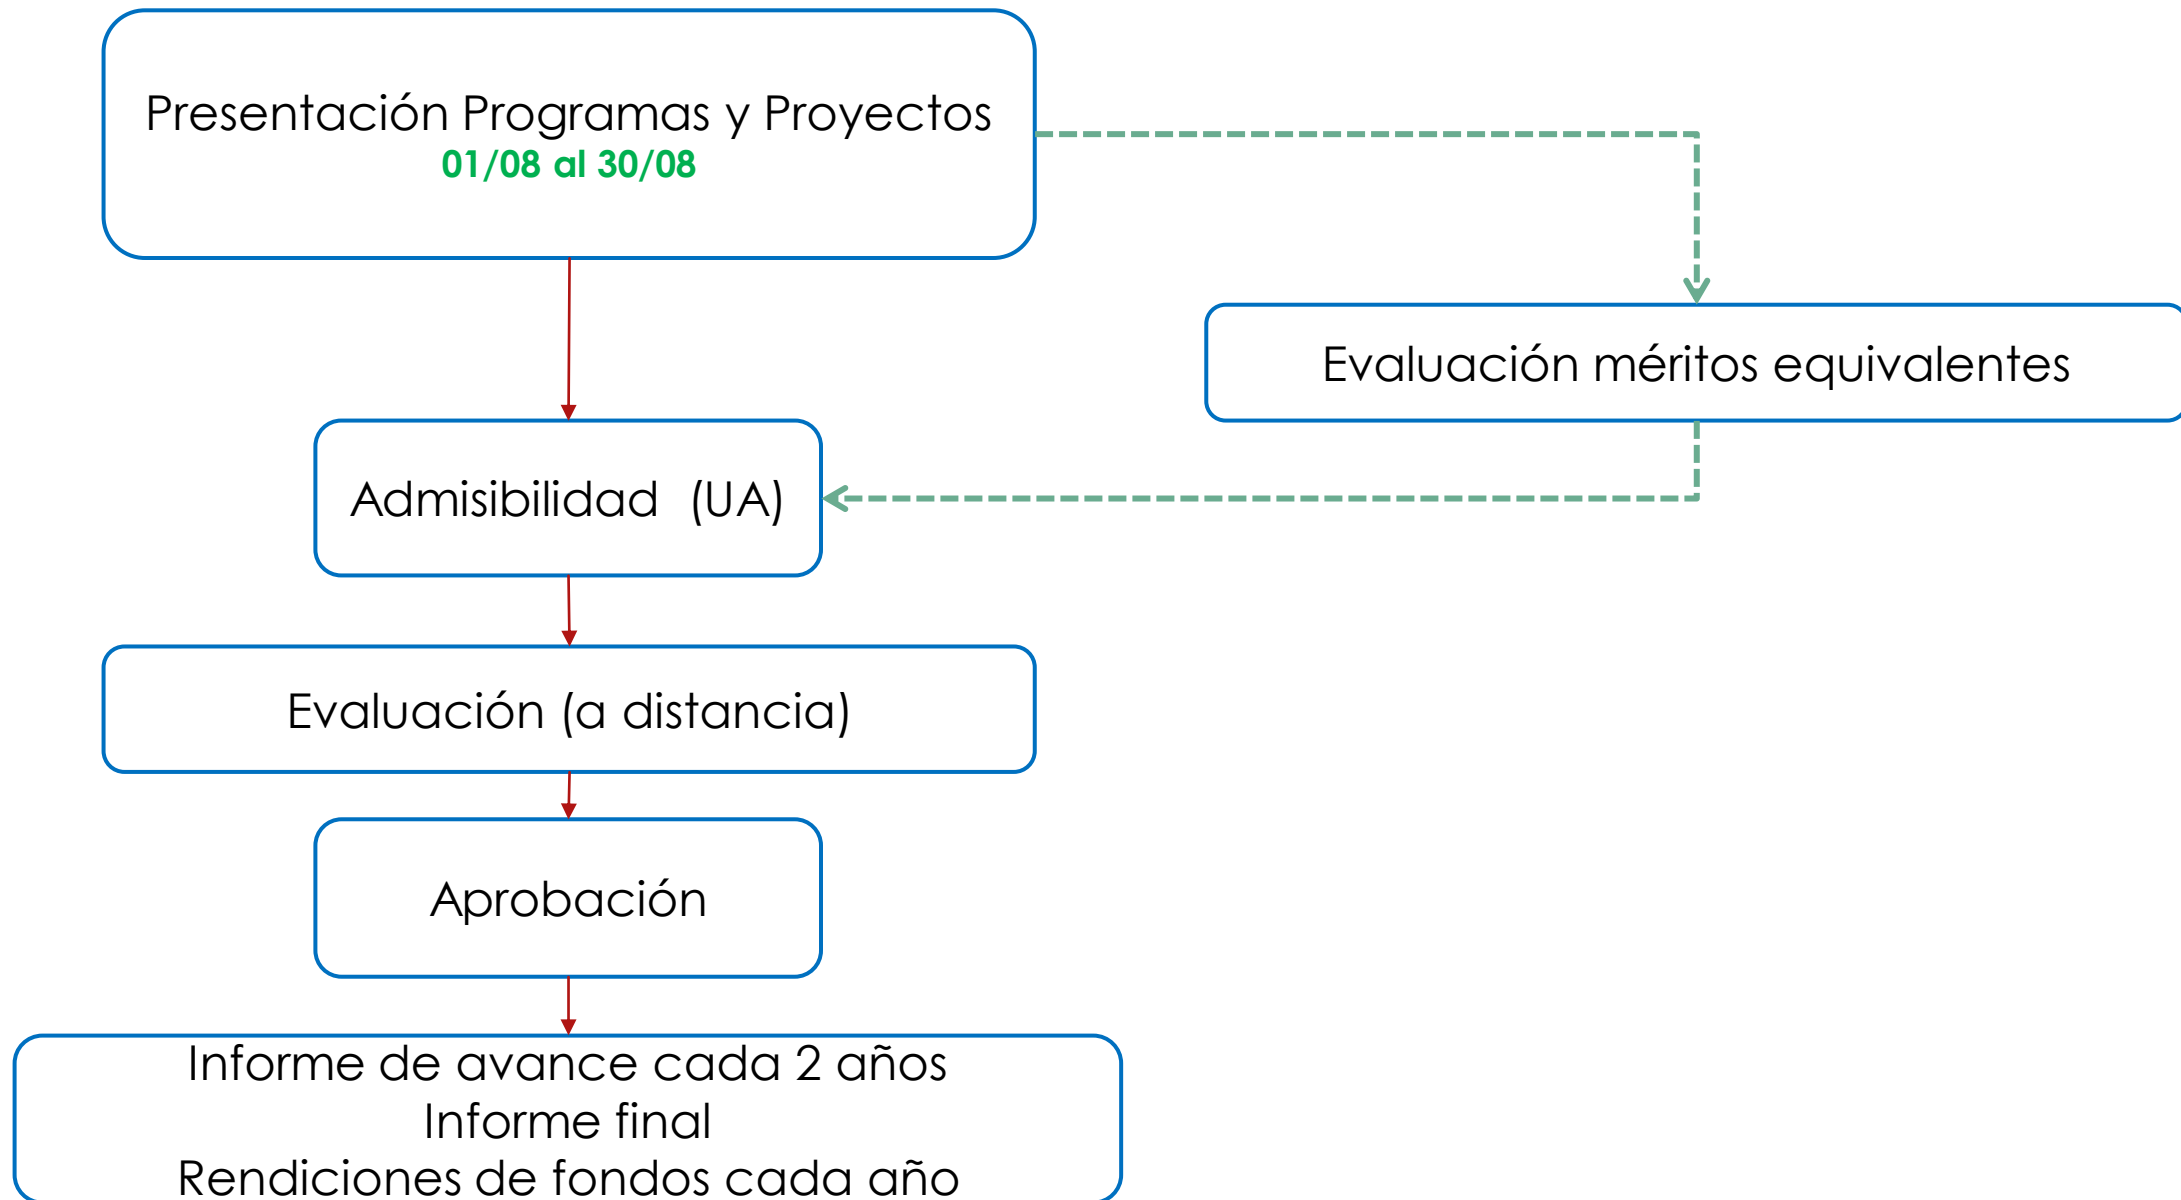 Presentación Programas y Proyectos
01/08 al 30/08
Evaluación méritos equivalentes
Admisibilidad (UA)
Evaluación (a distancia)
Aprobación
Informe de avance cada 2 años
Informe final
Rendiciones de fondos cada año